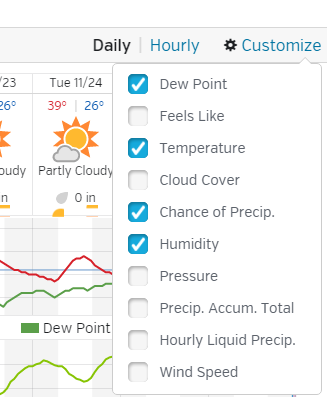 Daily | Hourly Customize
/23 Tue 11/24
26° 39° | 26°
oudy Partly Cloudy
in 0 in
Dew Point
Dew Point
Feels Like
Temperature
Cloud Cover
Chance of Precip.
Humidity
Pressure
Precip. Accum. Total
Hourly Liquid Precip.
Wind Speed